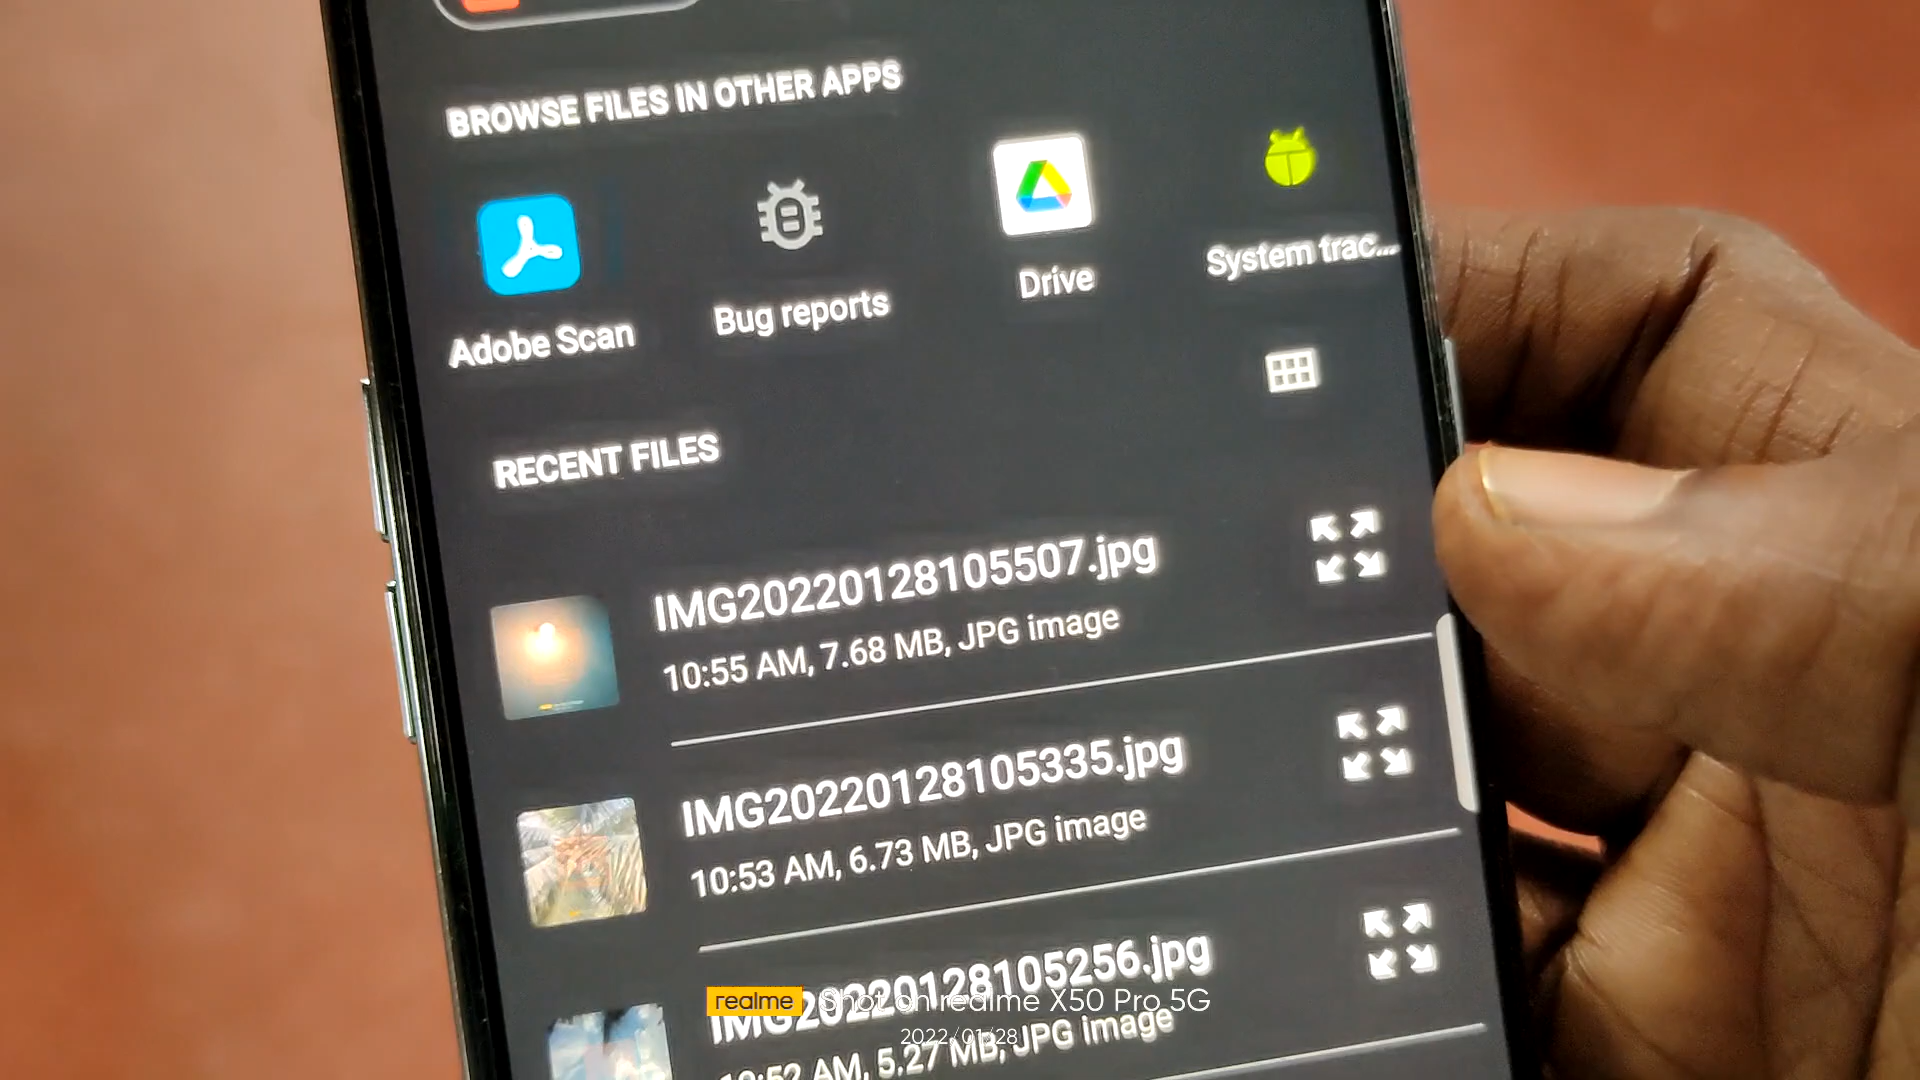 BROWSE FILES IN OTHER APPS
Adobe Scan
Bug reports
Drive
System trac...
RECENT FILES
IMG20220128105507.jpg
10:55 AM, 7.68 MB, JPG image
IMG20220128105335.jpg
10:53 AM, 6.73 MB, JPG image
IMG20220128105256.jpg
10:52 AM, 5.27 MB, JPG image
realme Shot on realme X50 Pro 5G
2022/01/28